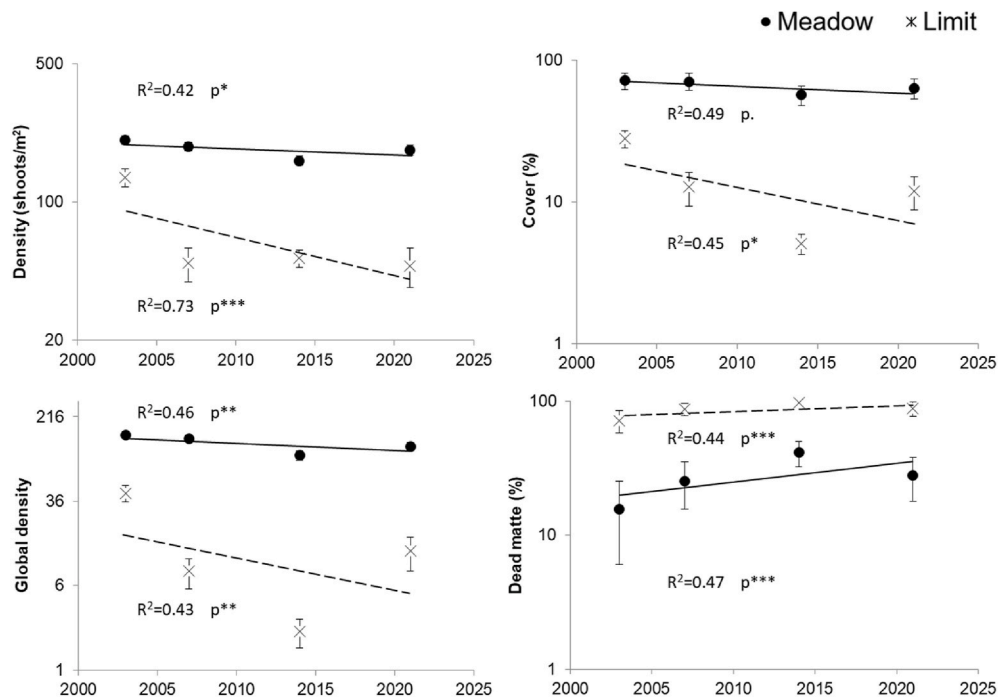 ● Meadow × Limit
500
100
20
Density (shoots/m²)
R²=0.42 p*
R²=0.73 p***
2000 2005 2010 2015 2020 2025
100
10
1
Cover (%)
R²=0.49 p.
R²=0.45 p*
2000 2005 2010 2015 2020 2025
216
36
6
1
Global density
R²=0.46 p**
R²=0.43 p**
2000 2005 2010 2015 2020 2025
100
10
1
Dead matte (%)
R²=0.44 p***
R²=0.47 p***
2000 2005 2010 2015 2020 2025